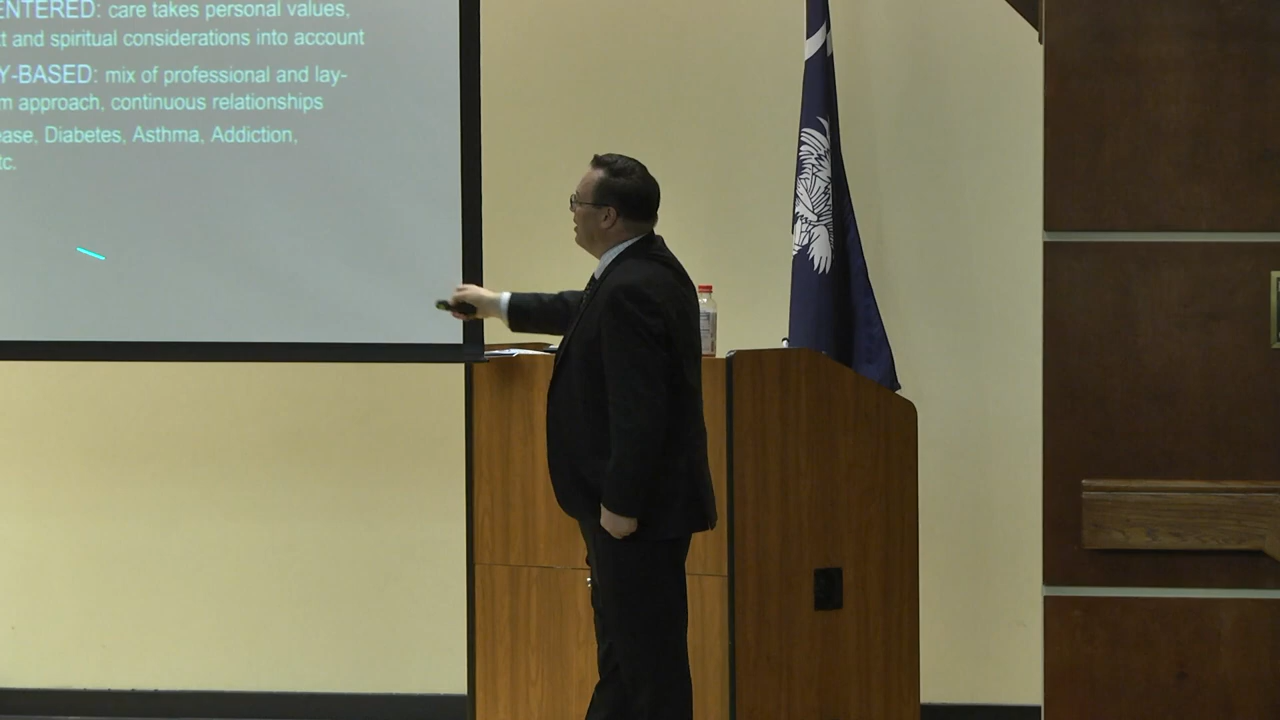 ENTERED: care takes personal values,
t and spiritual considerations into account
Y-BASED: mix of professional and lay-
m approach, continuous relationships
ease, Diabetes, Asthma, Addiction,
tc.